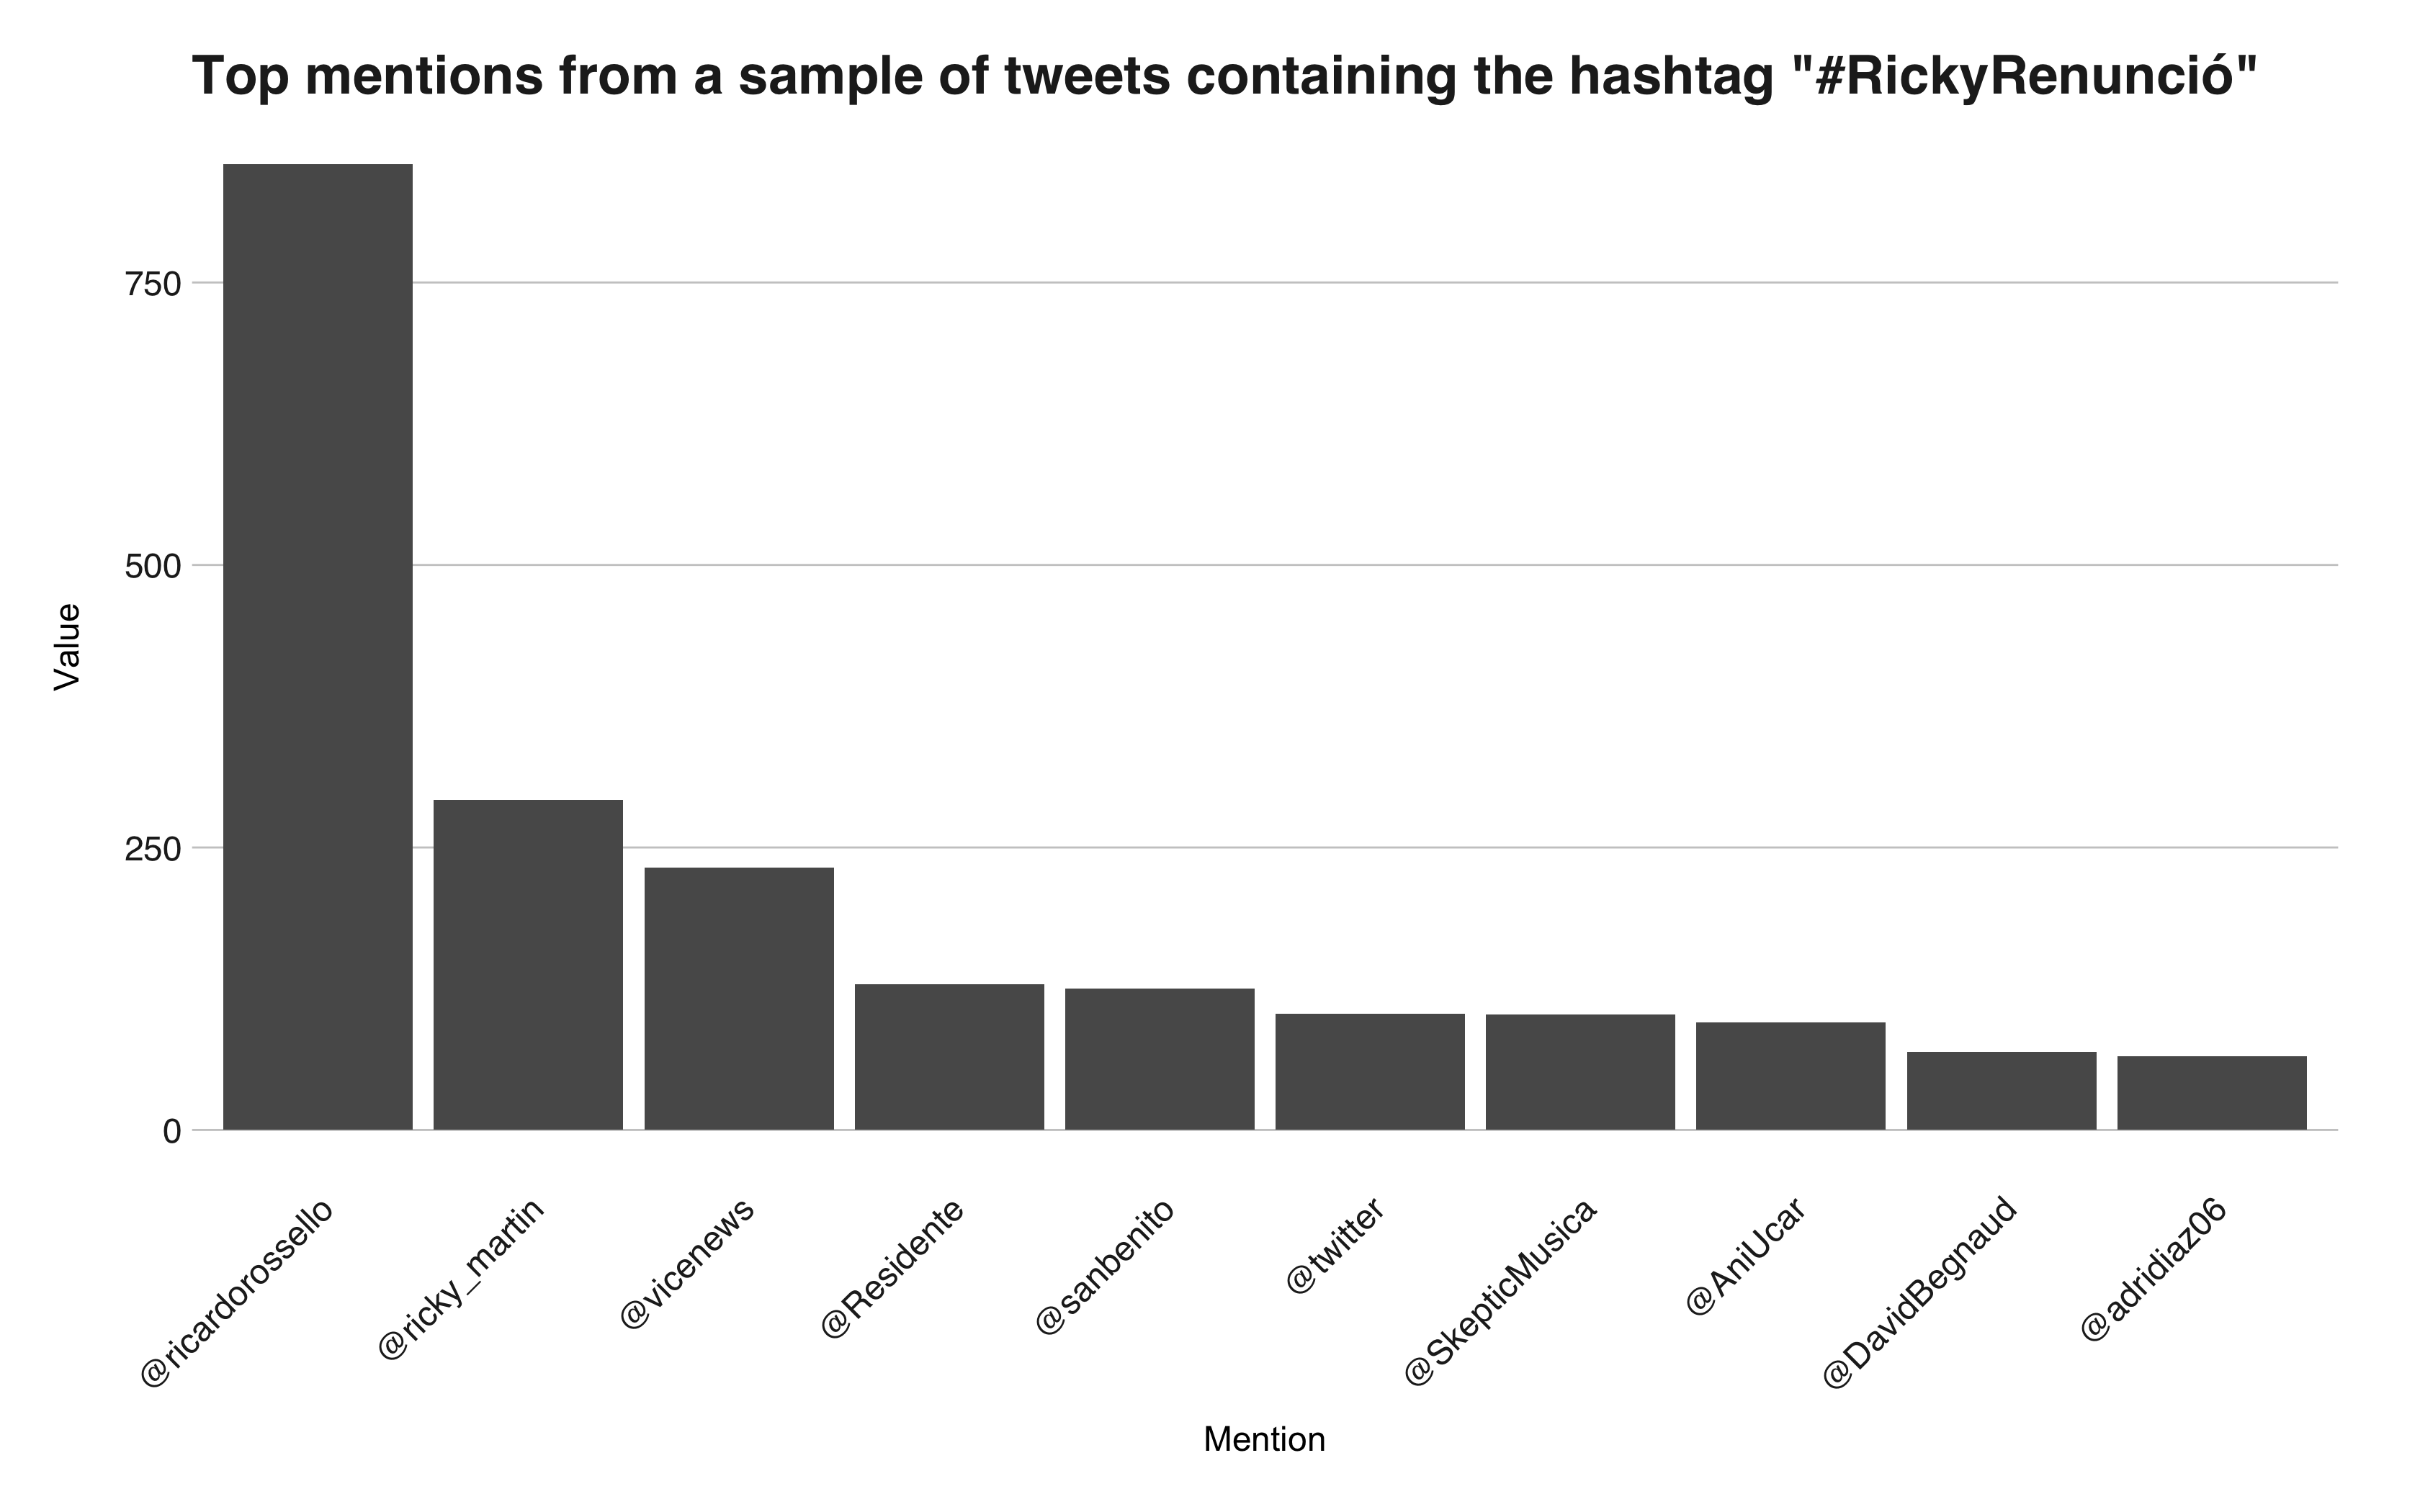 Top mentions from a sample of tweets containing the hashtag "#RickyRenunció"
750
500
250
0
Value
@ricardorossello
@ricky_martin
@vicenews
@Residente
@sanbenito
@twitter
@SkepticMusica
@AniUcar
@DavidBegnaud
@adridiaz06
Mention